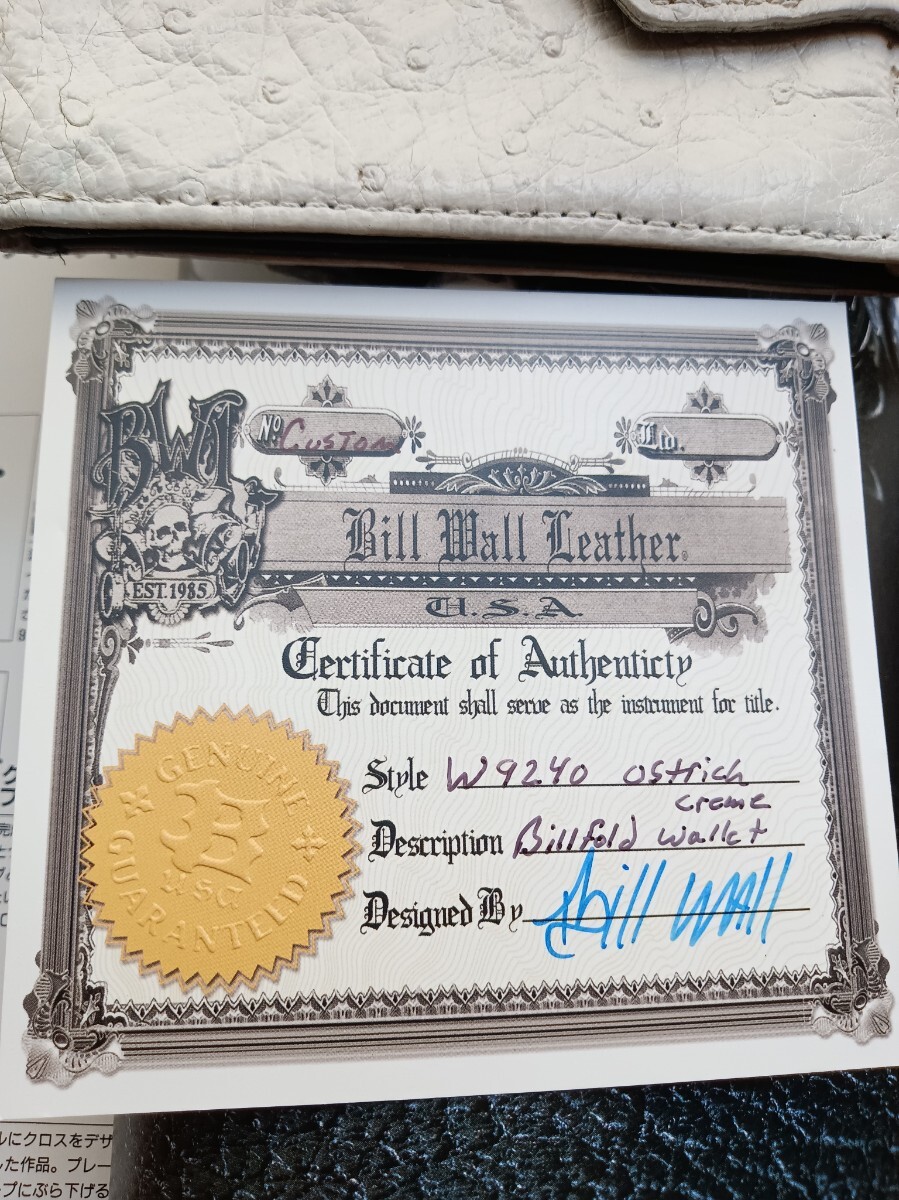 BWL
EST. 1985
No Custom
Ltd.
Bill Wall Leather
U.S.A.
Certificate of Authenticty
This document shall serve as the instrument for title.
Style W9240 ostrich
creme
Description Billfold wallet
Designed By Bill Wall
GENUINE
B
USA
GUARANTEED
ルにクロスをデザ
た作品。プレー
プにぶら下げる